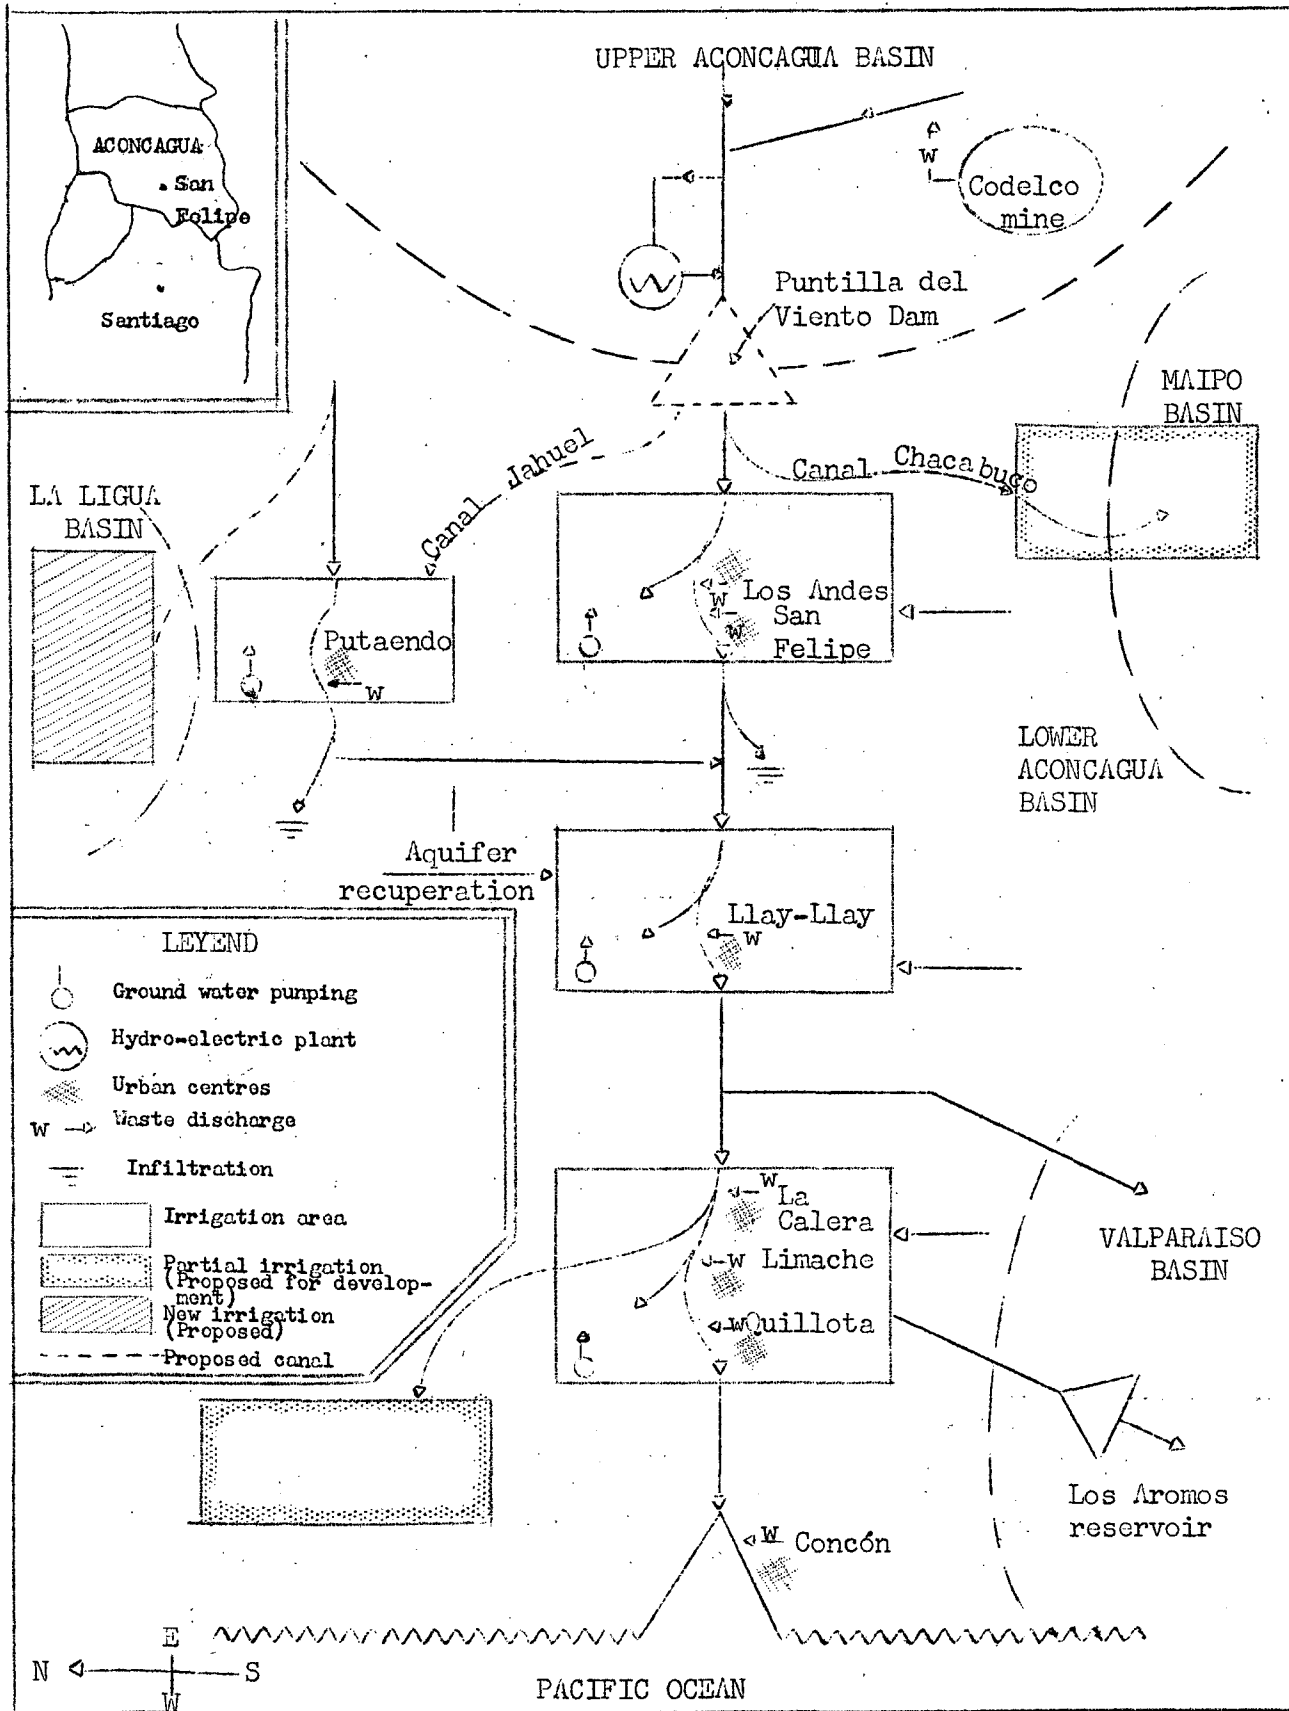 UPPER ACONCAGUA BASIN
ACONCAGUA
San
Felipe
Santiago
W
Codelco
mine
Puntilla del
Viento Dam
MAIPO
BASIN
Canal Jahuel
Canal Chacabuco
LA LIGUA
BASIN
Putaendo
W
W
Los Andes
San
W
Felipe
LOWER
ACONCAGUA
BASIN
Aquifer
recuperation
Llay-Llay
W
LEYEND
Ground water punping
Hydro-electric plant
Urban centres
W
Waste discharge
Infiltration
Irrigation area
Partial irrigation
(Proposed for develop-
ment)
New irrigation
(Proposed)
Proposed canal
W
La
Calera
W
Limache
W
Quillota
VALPARAISO
BASIN
Los Aromos
reservoir
W
Concón
E
N
S
W
PACIFIC OCEAN